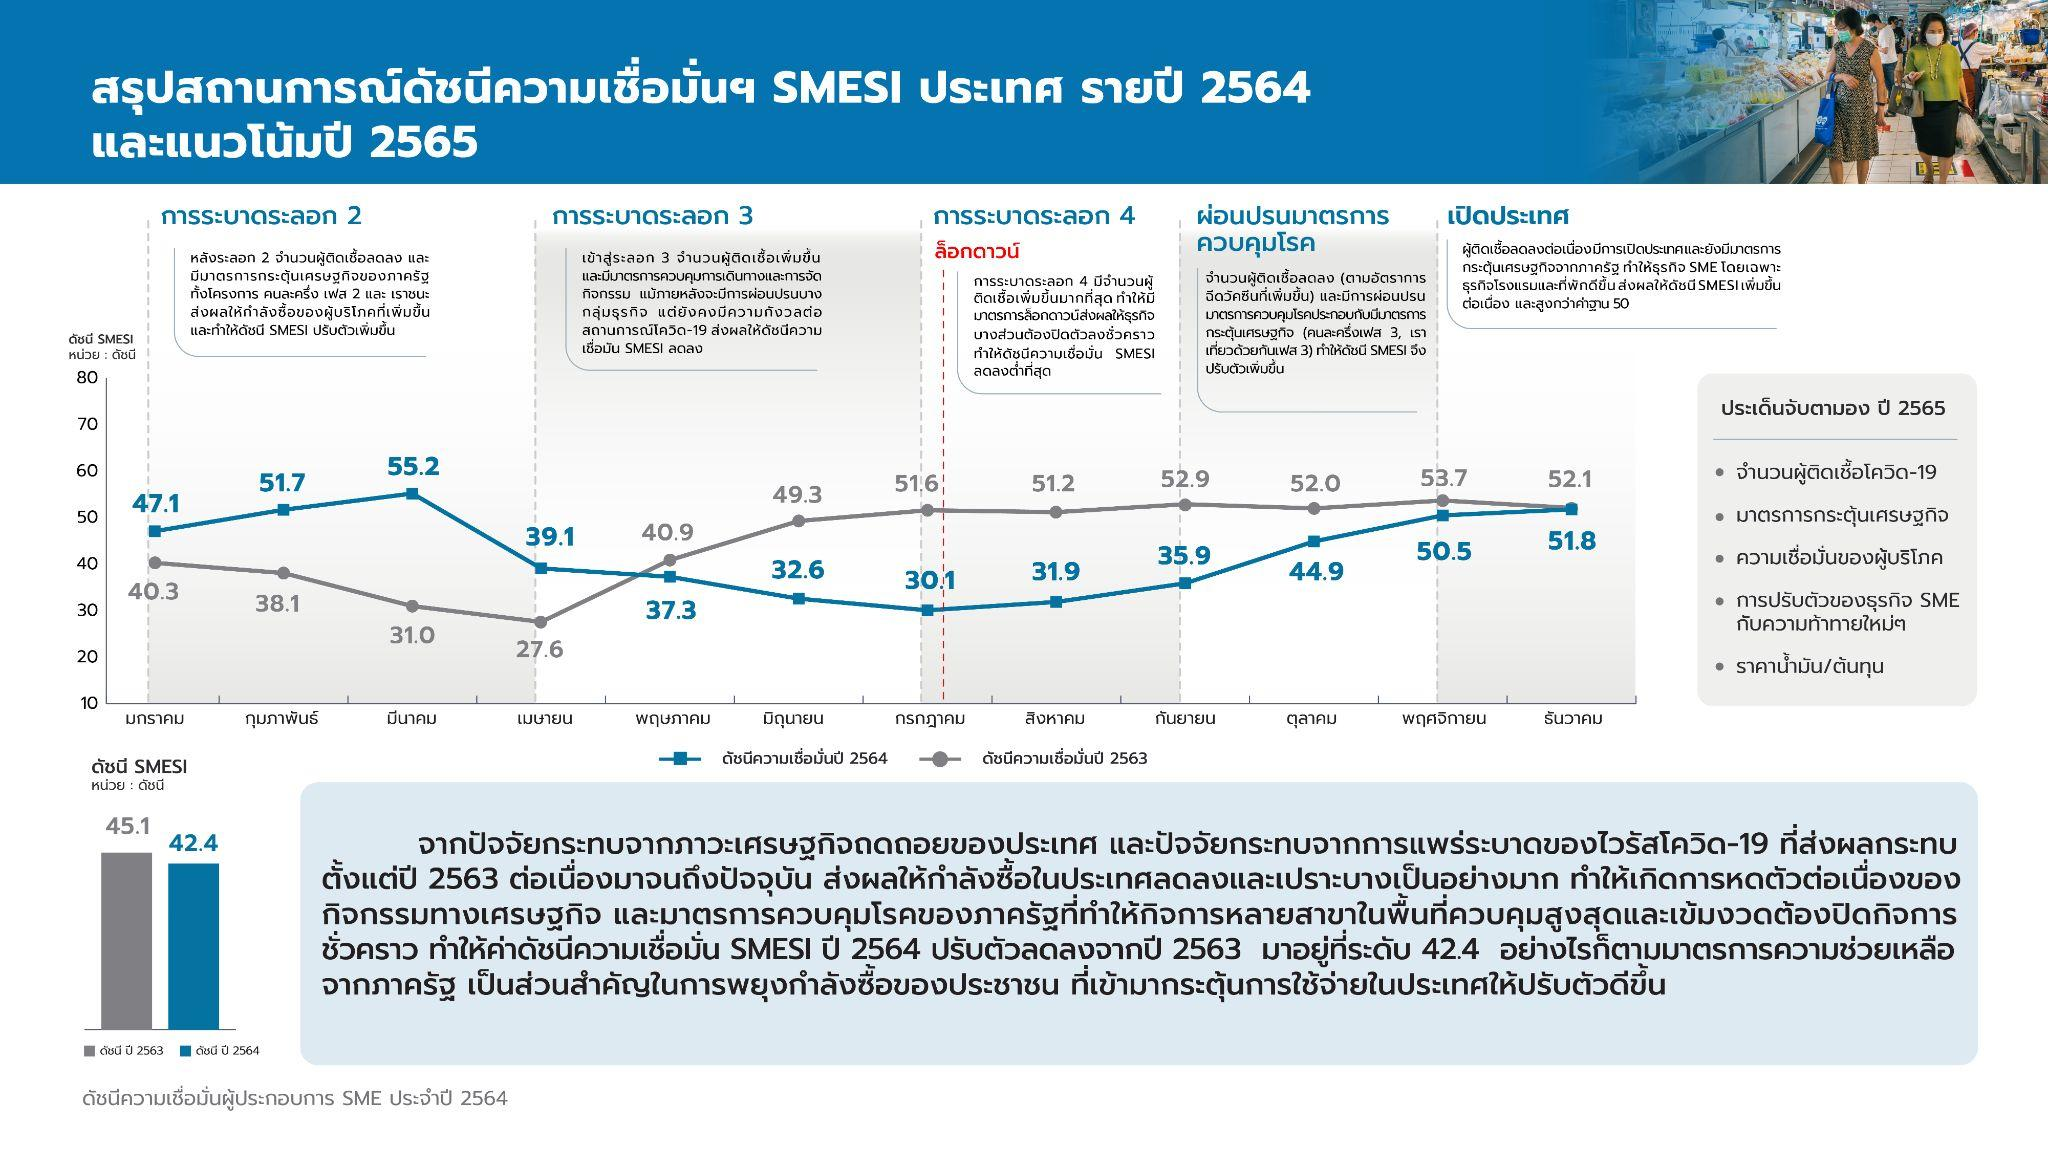 สรุปสถานการณ์ดัชนีความเชื่อมั่นฯ SMESI ประเทศ รายปี 2564
และแนวโน้มปี 2565
การระบาดระลอก 2
หลังระลอก 2 จำนวนผู้ติดเชื้อลดลง และ
มีมาตรการกระตุ้นเศรษฐกิจของภาครัฐ
ทั้งโครงการ คนละครึ่ง เฟส 2 และ เราชนะ
ส่งผลให้กำลังซื้อของผู้บริโภคที่เพิ่มขึ้น
และทำให้ดัชนี SMESI ปรับตัวเพิ่มขึ้น
การระบาดระลอก 3
เข้าสู่ระลอก 3 จำนวนผู้ติดเชื้อเพิ่มขึ้น
และมีมาตรการควบคุมการเดินทางและการจัด
กิจกรรม แม้ภายหลังจะมีการผ่อนปรนบาง
กลุ่มธุรกิจ แต่ยังคงมีความกังวลต่อ
สถานการณ์โควิด-19 ส่งผลให้ดัชนีความ
เชื่อมั่น SMESI ลดลง
การระบาดระลอก 4
ล็อกดาวน์
การระบาดระลอก 4 มีจำนวนผู้
ติดเชื้อเพิ่มขึ้นมากที่สุด ทำให้มี
มาตรการล็อกดาวน์ส่งผลให้ธุรกิจ
บางส่วนต้องปิดตัวลงชั่วคราว
ทำให้ดัชนีความเชื่อมั่น SMESI
ลดลงต่ำที่สุด
ผ่อนปรนมาตรการ
ควบคุมโรค
จำนวนผู้ติดเชื้อลดลง (ตามอัตราการ
ฉีดวัคซีนที่เพิ่มขึ้น) และมีการผ่อนปรน
มาตรการควบคุมโรคประกอบกับมีมาตรการ
กระตุ้นเศรษฐกิจ (คนละครึ่งเฟส 3, เรา
เที่ยวด้วยกันเฟส 3) ทำให้ดัชนี SMESI จึง
ปรับตัวเพิ่มขึ้น
เปิดประเทศ
ผู้ติดเชื้อลดลงต่อเนื่องมีการเปิดประเทศและยังมีมาตรการ
กระตุ้นเศรษฐกิจจากภาครัฐ ทำให้ธุรกิจ SME โดยเฉพาะ
ธุรกิจโรงแรมและที่พักดีขึ้น ส่งผลให้ดัชนี SMESI เพิ่มขึ้น
ต่อเนื่อง และสูงกว่าค่าฐาน 50
ดัชนี SMESI
หน่วย : ดัชนี
80
70
60
50
40
30
20
10
47.1 51.7 55.2 39.1 37.3 32.6 30.1 31.9 35.9 44.9 50.5 51.8
40.3 38.1 31.0 27.6 40.9 49.3 51.6 51.2 52.9 52.0 53.7 52.1
มกราคม กุมภาพันธ์ มีนาคม เมษายน พฤษภาคม มิถุนายน กรกฎาคม สิงหาคม กันยายน ตุลาคม พฤศจิกายน ธันวาคม
ดัชนีความเชื่อมั่นปี 2564 ดัชนีความเชื่อมั่นปี 2563
ประเด็นจับตามอง ปี 2565
• จำนวนผู้ติดเชื้อโควิด-19
• มาตรการกระตุ้นเศรษฐกิจ
• ความเชื่อมั่นของผู้บริโภค
• การปรับตัวของธุรกิจ SME
กับความท้าทายใหม่ๆ
• ราคาน้ำมัน/ต้นทุน
ดัชนี SMESI
หน่วย : ดัชนี
45.1 42.4
ดัชนี ปี 2563 ดัชนี ปี 2564
จากปัจจัยกระทบจากภาวะเศรษฐกิจถดถอยของประเทศ และปัจจัยกระทบจากการแพร่ระบาดของไวรัสโควิด-19 ที่ส่งผลกระทบ
ตั้งแต่ปี 2563 ต่อเนื่องมาจนถึงปัจจุบัน ส่งผลให้กำลังซื้อในประเทศลดลงและเปราะบางเป็นอย่างมาก ทำให้เกิดการหดตัวต่อเนื่องของ
กิจกรรมทางเศรษฐกิจ และมาตรการควบคุมโรคของภาครัฐที่ทำให้กิจการหลายสาขาในพื้นที่ควบคุมสูงสุดและเข้มงวดต้องปิดกิจการ
ชั่วคราว ทำให้ค่าดัชนีความเชื่อมั่น SMESI ปี 2564 ปรับตัวลดลงจากปี 2563 มาอยู่ที่ระดับ 42.4 อย่างไรก็ตามมาตรการความช่วยเหลือ
จากภาครัฐ เป็นส่วนสำคัญในการพยุงกำลังซื้อของประชาชน ที่เข้ามากระตุ้นการใช้จ่ายในประเทศให้ปรับตัวดีขึ้น
ดัชนีความเชื่อมั่นผู้ประกอบการ SME ประจำปี 2564